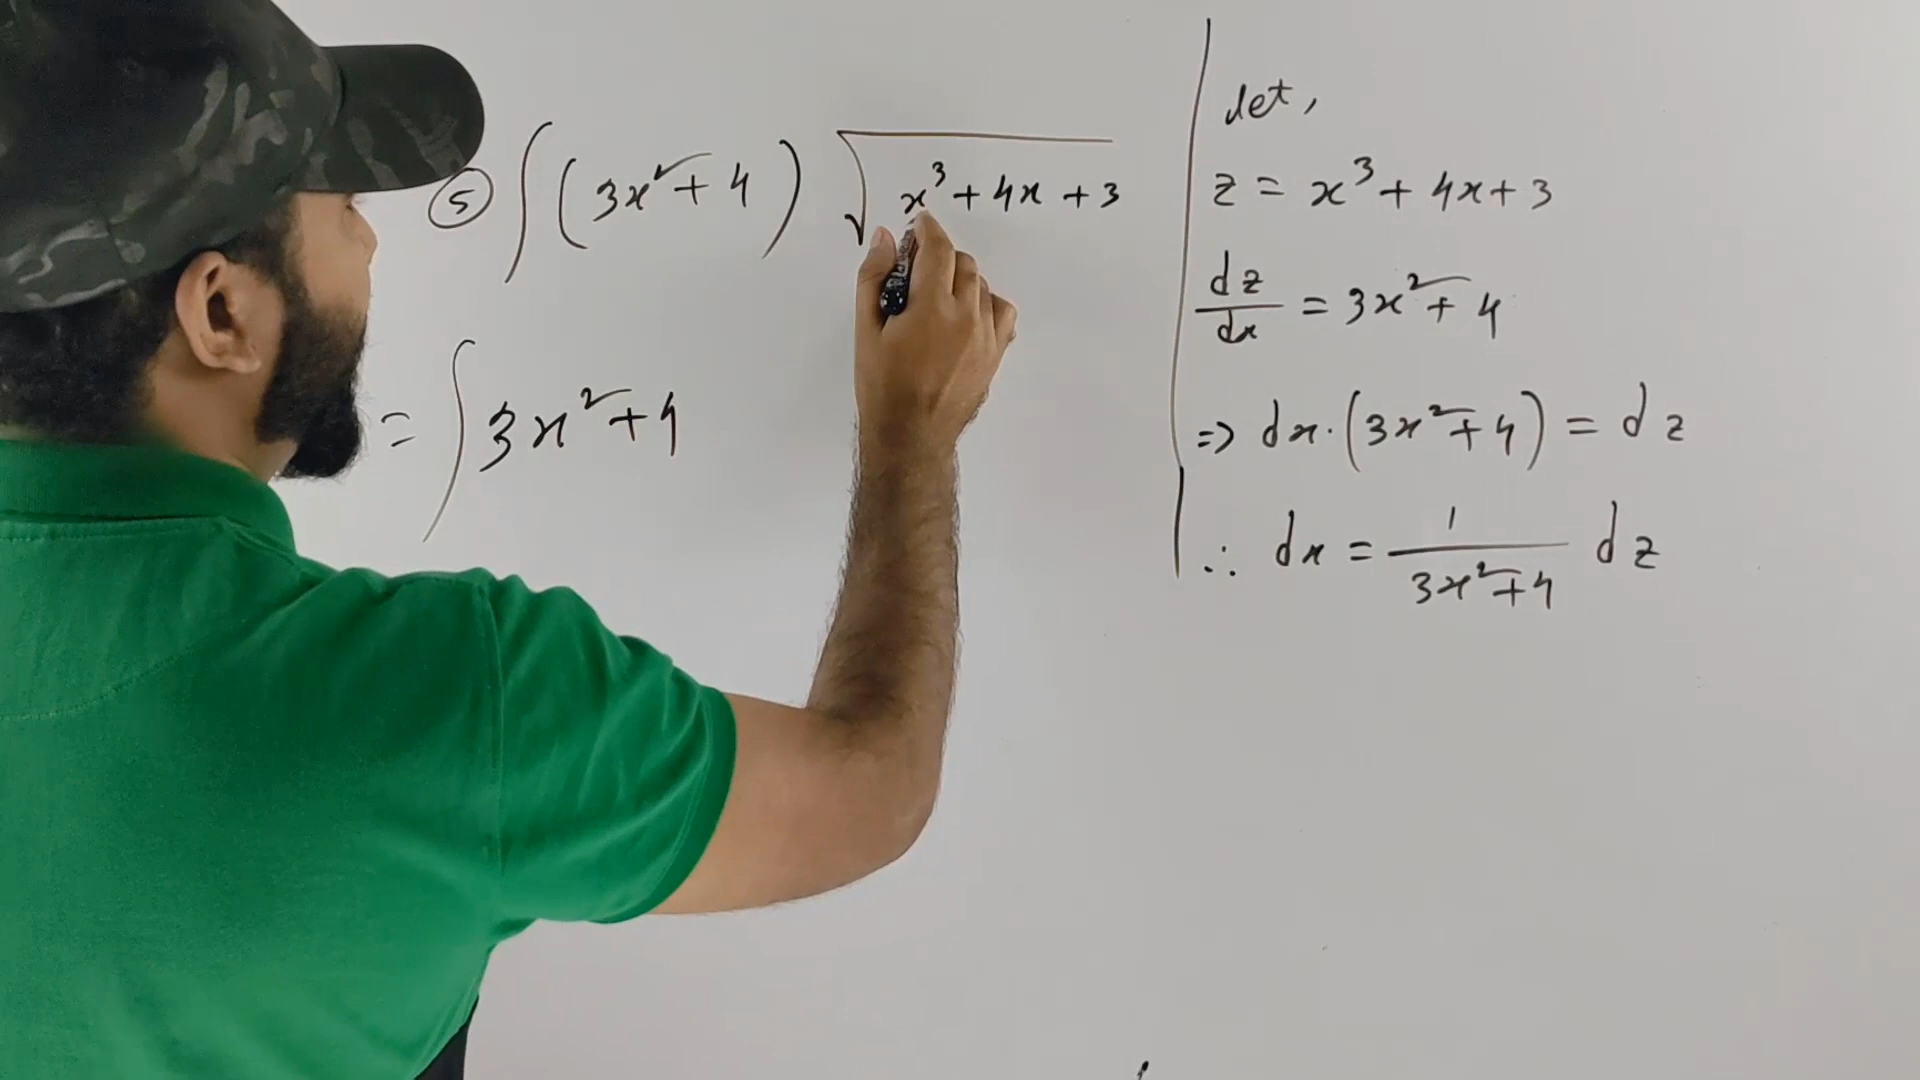 ⑤ ∫(3x²+4) √(x³+4x+3)
= ∫ 3x²+4
let,
z = x³+4x+3
dz/dx = 3x²+4
=> dx·(3x²+4) = dz
∴ dx = 1/(3x²+4) dz